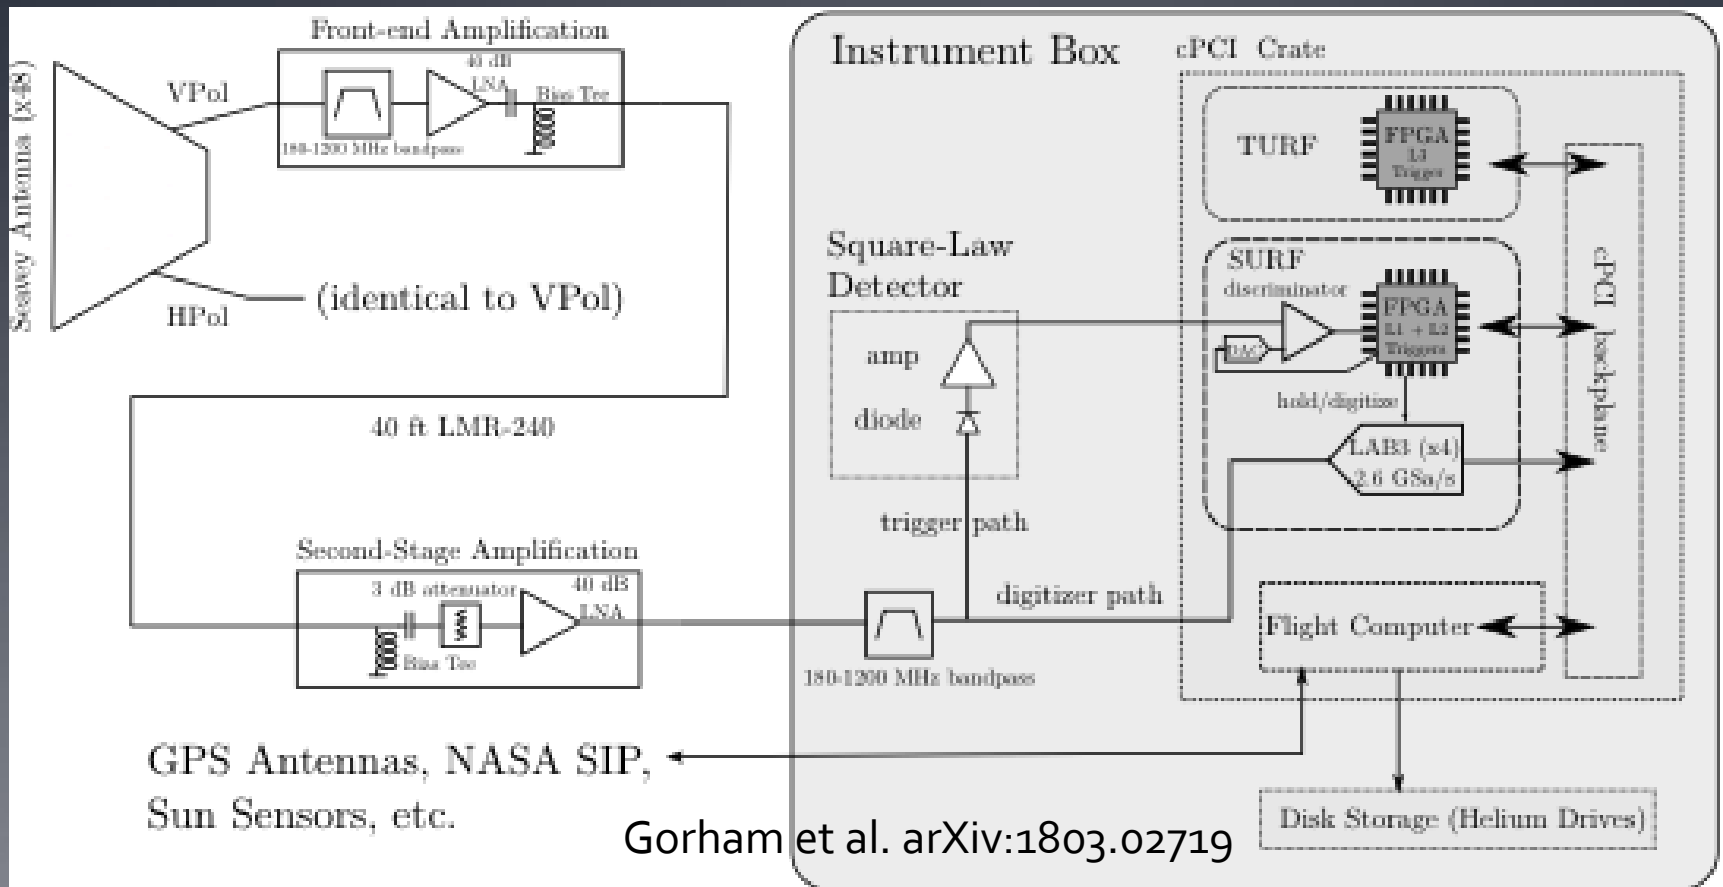 Front-end Amplification
Seavey Antenna (x48)
VPol
40 dB
LNA
Bias Tee
180-1200 MHz bandpass
HPol
(identical to VPol)
40 ft LMR-240
Second-Stage Amplification
3 dB attenuator
40 dB
LNA
Bias Tee
GPS Antennas, NASA SIP,
Sun Sensors, etc.
Instrument Box
cPCI Crate
TURF
FPGA
L3
Trigger
Square-Law
Detector
amp
diode
trigger path
digitizer path
180-1200 MHz bandpass
SURF
discriminator
DAC
FPGA
L1 + L2
Triggers
hold/digitize
LAB3 (x4)
2.6 GSa/s
cPCI backplane
Flight Computer
Disk Storage (Helium Drives)
Gorham et al. arXiv:1803.02719